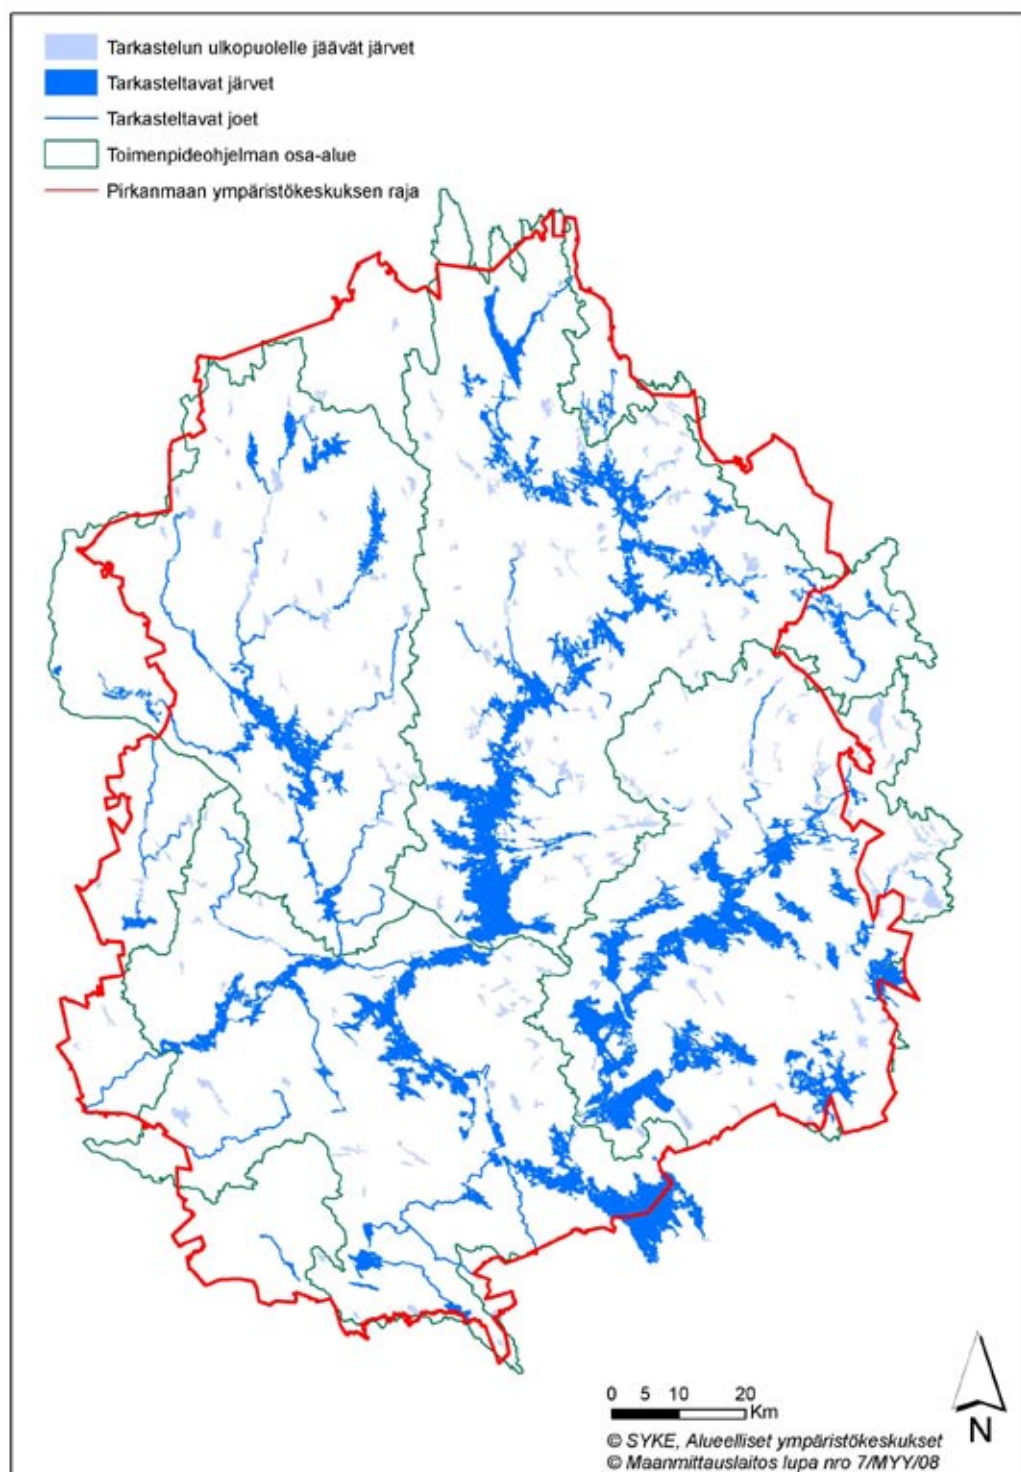 Tarkastelun ulkopuolelle jäävät järvet
Tarkasteltavat järvet
Tarkasteltavat joet
Toimenpideohjelman osa-alue
Pirkanmaan ympäristökeskuksen raja
0 5 10 20
Km
N
© SYKE, Alueelliset ympäristökeskukset
© Maanmittauslaitos lupa nro 7/MYY/08